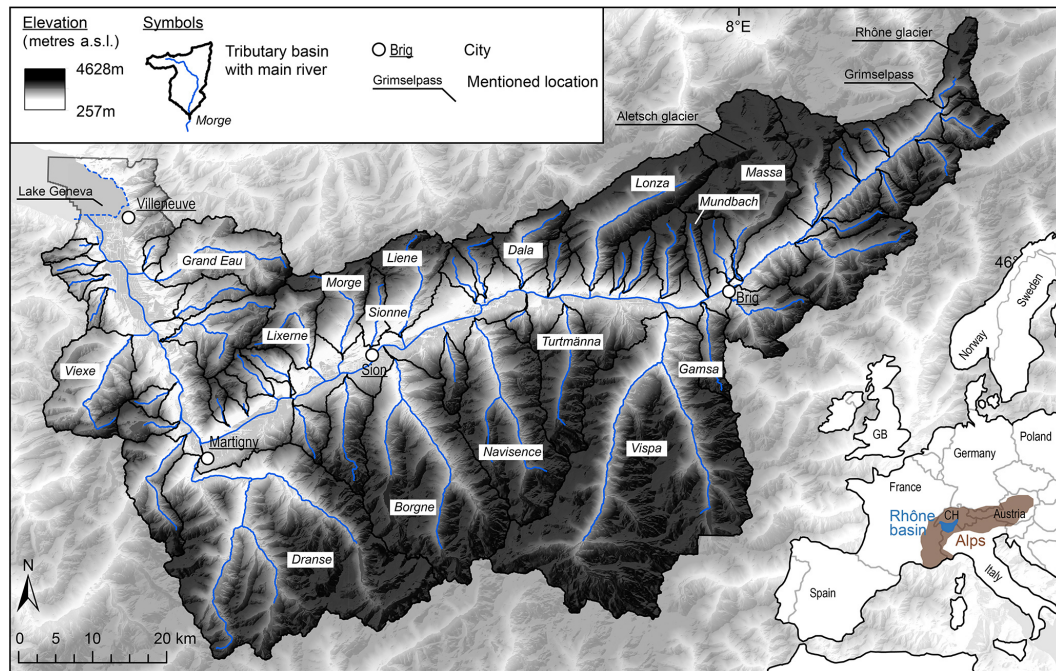 Elevation
(metres a.s.l.)
4628m
257m
Symbols
Tributary basin
with main river
Morge
Brig
City
Grimselpass
Mentioned location
8°E
Rhône glacier
Grimselpass
Aletsch glacier
Lake Geneva
Villeneuve
Lonza
Massa
Mundbach
Grand Eau
Morge
Liene
Dala
Sionne
Lixerne
Brig
Sion
Turtmänna
Gamsa
Viexe
Martigny
Navisence
Vispa
Borgne
Dranse
N
0 5 10 20 km
46°
Sweden
Norway
GB
Poland
Germany
France
CH
Austria
Rhône
basin
Alps
Italy
Spain